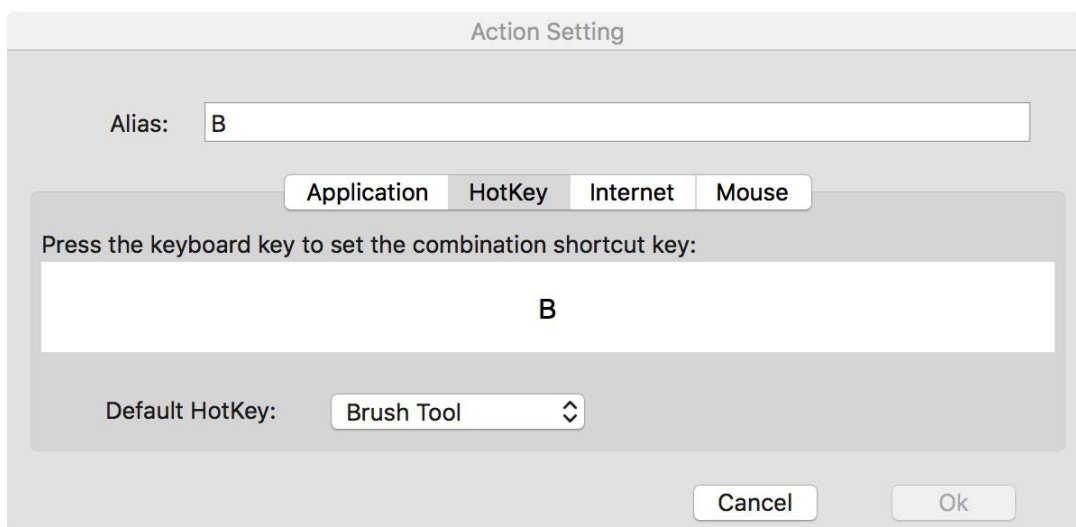 Action Setting
Alias: B
Application HotKey Internet Mouse
Press the keyboard key to set the combination shortcut key:
B
Default HotKey: Brush Tool
Cancel Ok